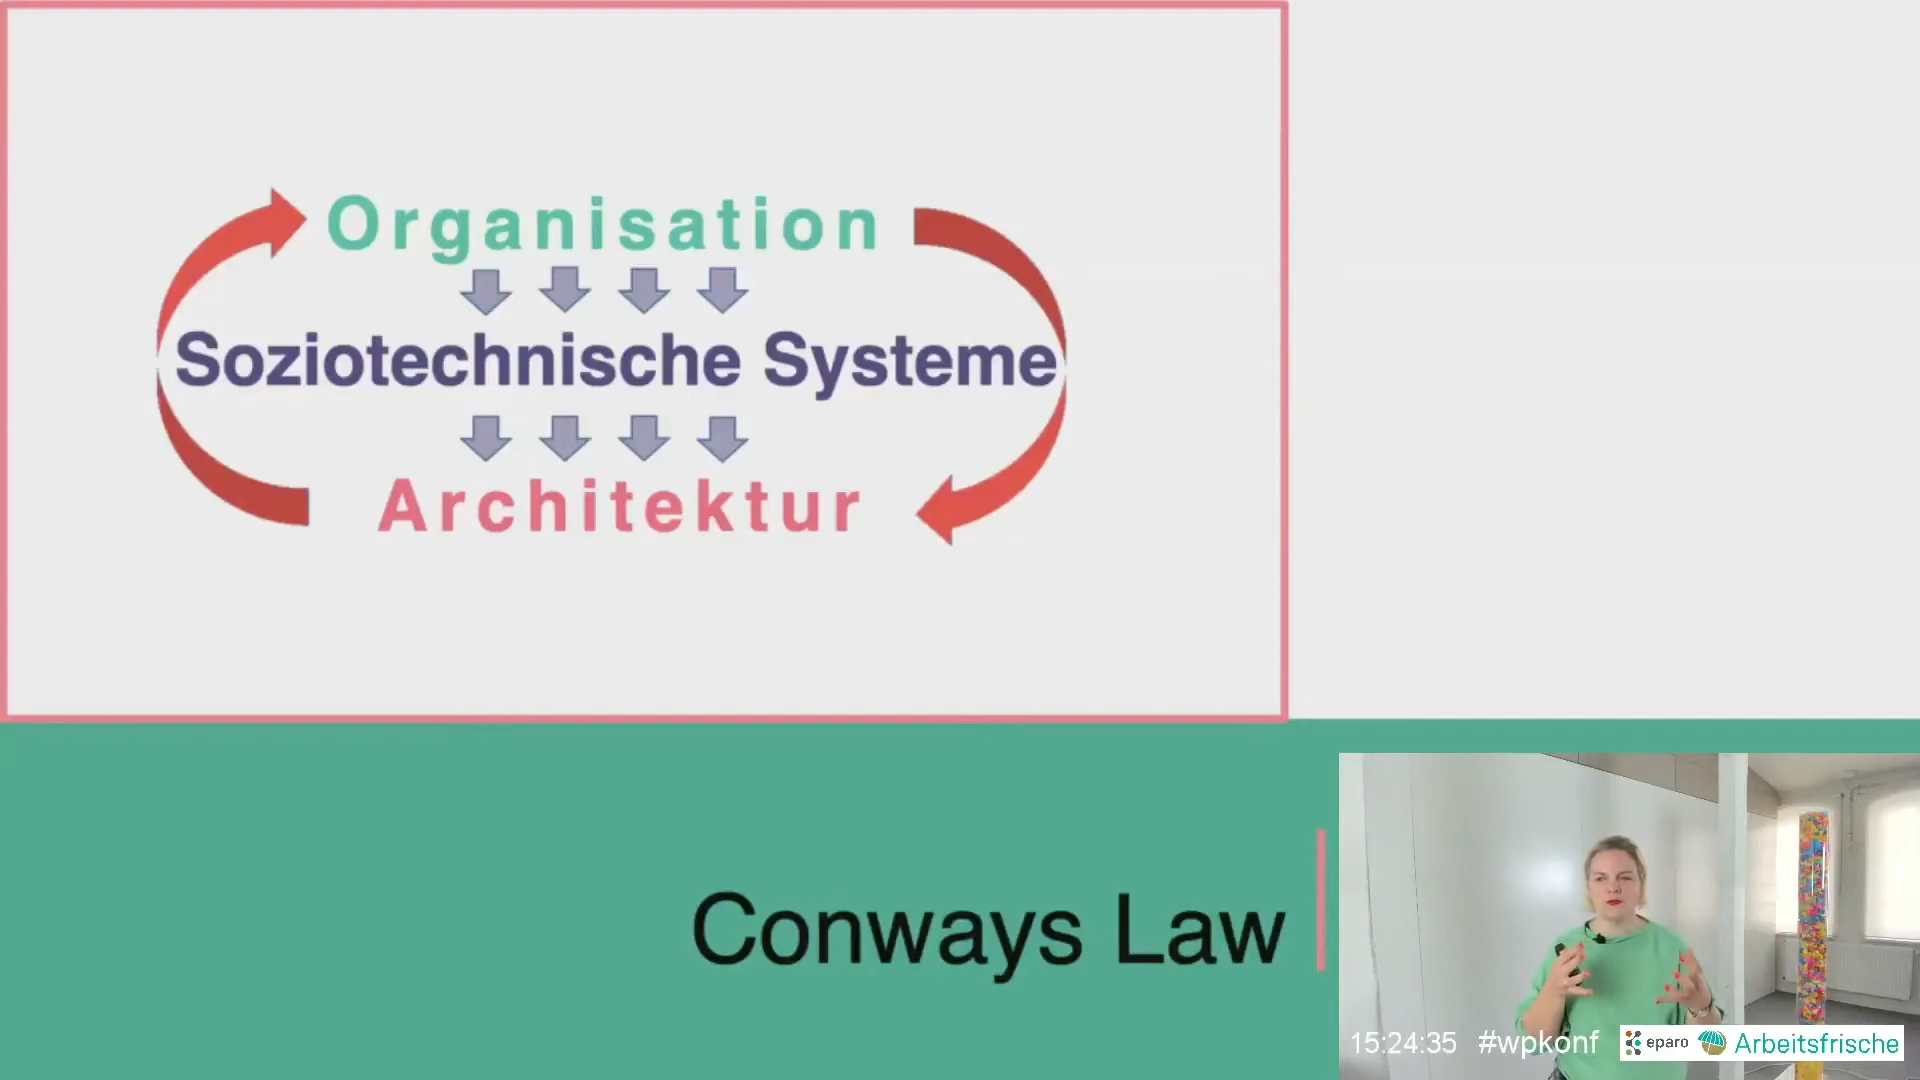 Organisation
Soziotechnische Systeme
Architektur
Conways Law
15:24:35 #wpkonf eparo Arbeitsfrische